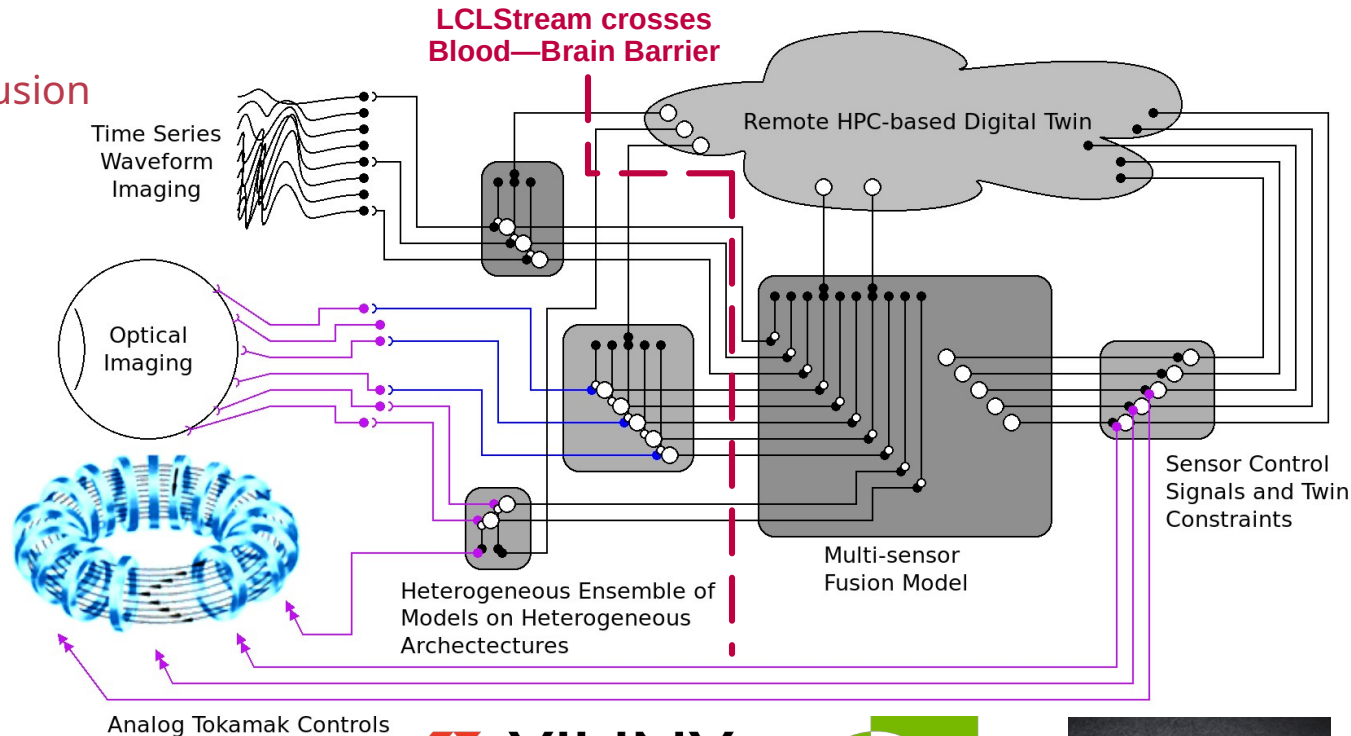 LCLStream crosses
Blood—Brain Barrier
usion
Time Series
Waveform
Imaging
Remote HPC-based Digital Twin
Optical
Imaging
Sensor Control
Signals and Twin
Constraints
Multi-sensor
Fusion Model
Heterogeneous Ensemble of
Models on Heterogeneous
Archectectures
Analog Tokamak Controls